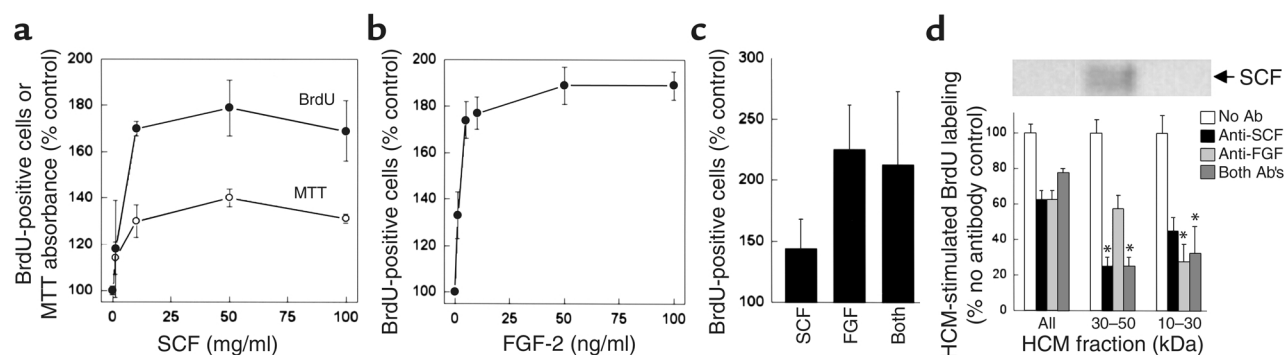 a
BrdU-positive cells or
MTT absorbance (% control)
200
180
160
140
120
100
BrdU
MTT
0
25
50
75
100
SCF (mg/ml)
b
BrdU-positive cells (% control)
200
180
160
140
120
100
0
25
50
75
100
FGF-2 (ng/ml)
c
BrdU-positive cells (% control)
300
250
200
150
100
SCF
FGF
Both
d
SCF
HCM-stimulated BrdU labeling
(% no antibody control)
100
80
60
40
20
0
No Ab
Anti-SCF
Anti-FGF
Both Ab's
*
*
*
*
All
30–50
10–30
HCM fraction (kDa)